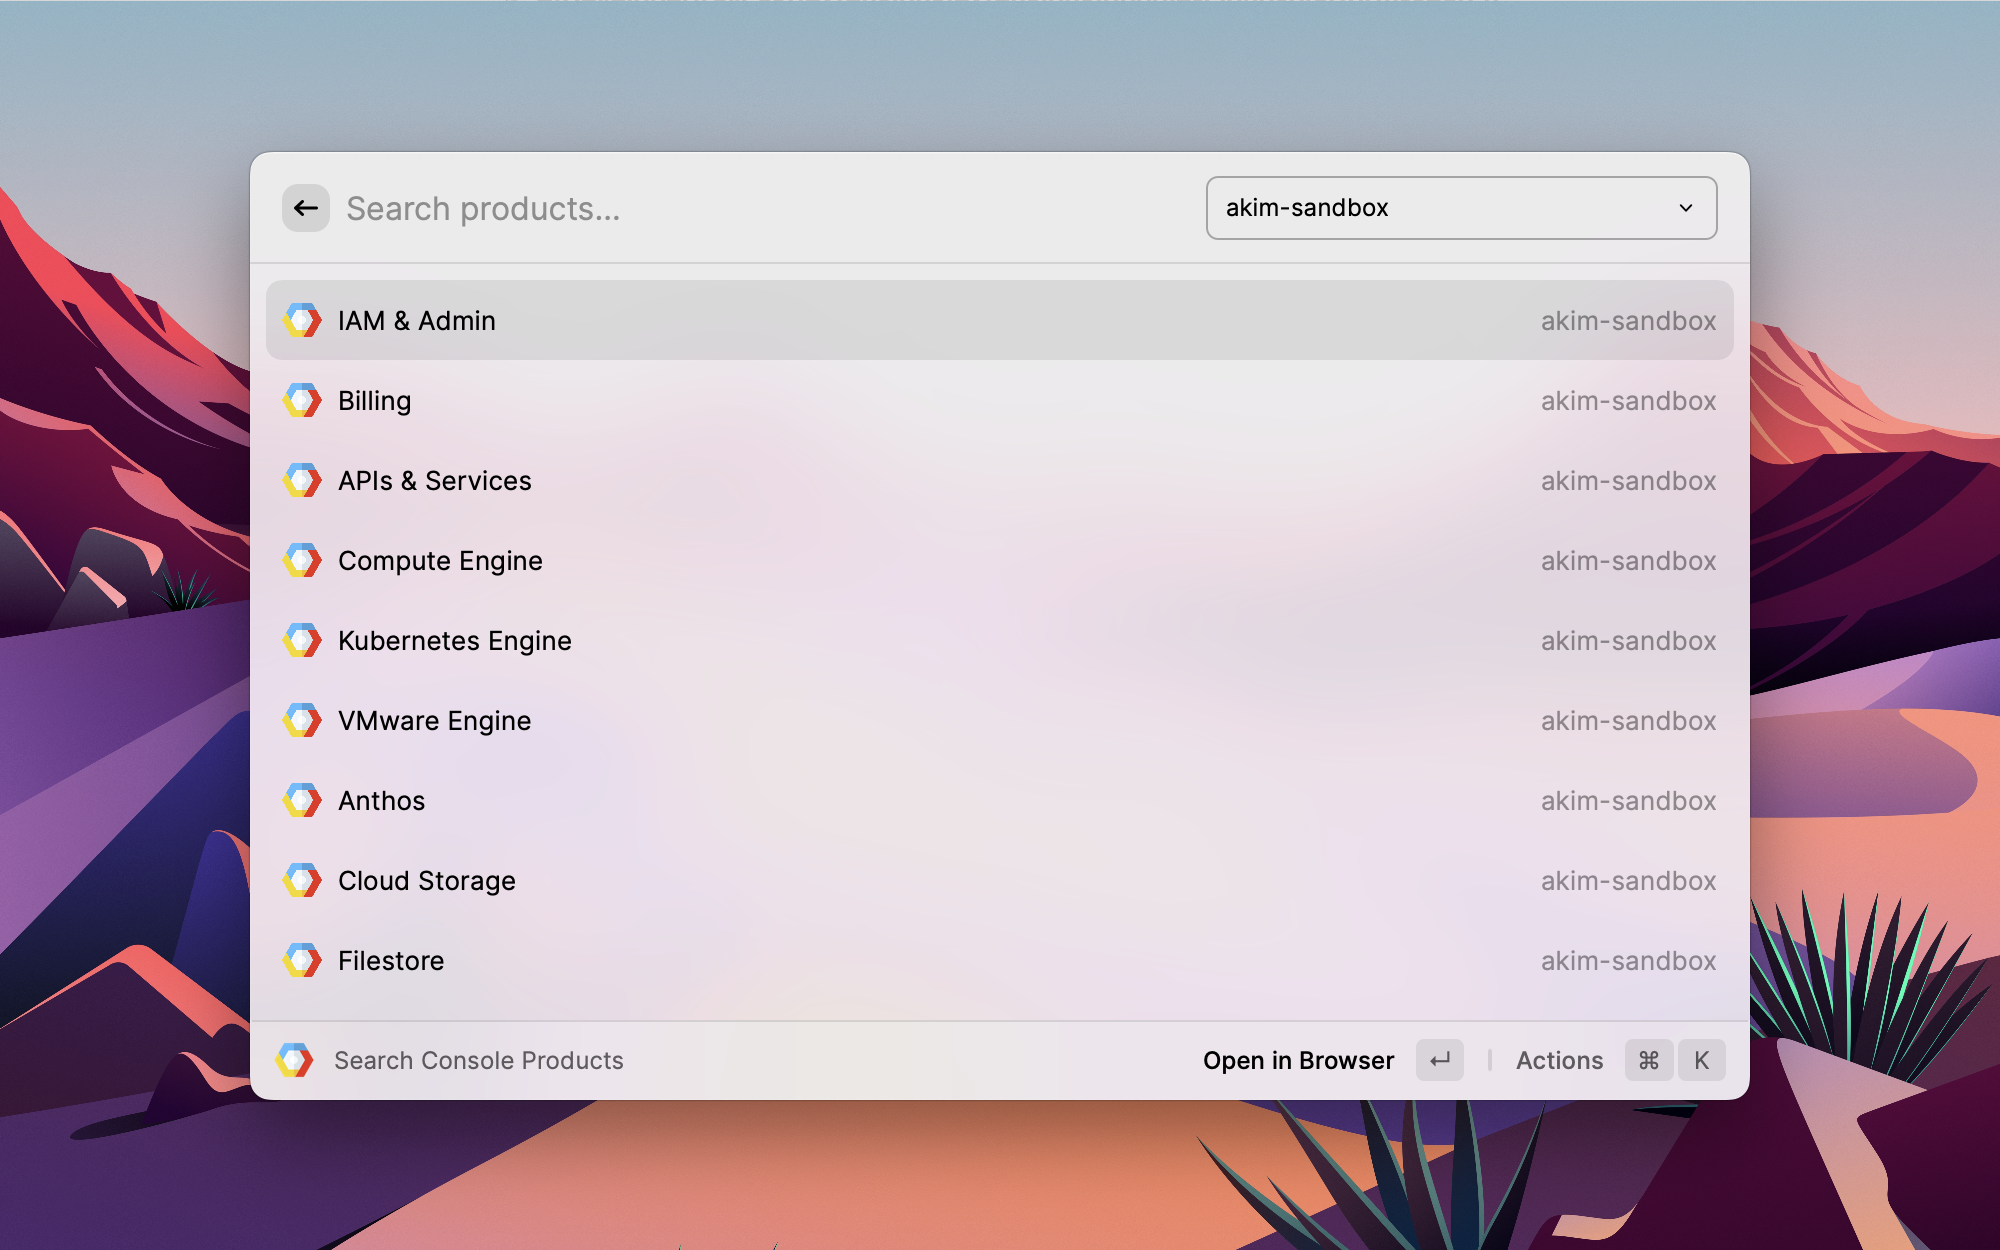 Search products...
akim-sandbox
IAM & Admin akim-sandbox
Billing akim-sandbox
APIs & Services akim-sandbox
Compute Engine akim-sandbox
Kubernetes Engine akim-sandbox
VMware Engine akim-sandbox
Anthos akim-sandbox
Cloud Storage akim-sandbox
Filestore akim-sandbox
Search Console Products Open in Browser ↵ Actions ⌘ K